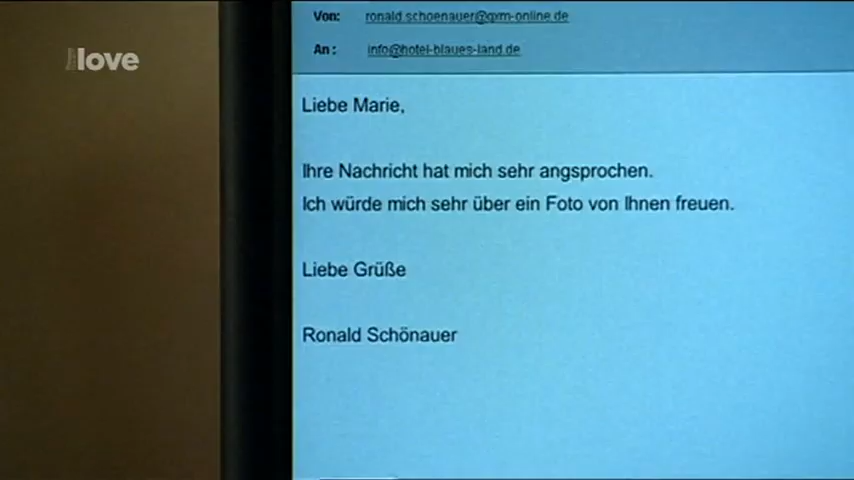 love
Von: ronald.schoenauer@gym-online.de
An: info@hotel-blaues-land.de
Liebe Marie,
Ihre Nachricht hat mich sehr angsprochen.
Ich würde mich sehr über ein Foto von Ihnen freuen.
Liebe Grüße
Ronald Schönauer